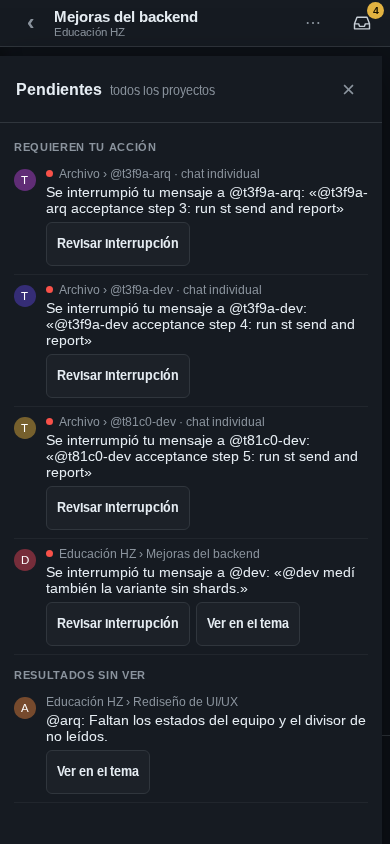 Mejoras del backend
Educación HZ
4
Pendientes todos los proyectos
REQUIEREN TU ACCIÓN
T
Archivo › @t3f9a-arq · chat individual
Se interrumpió tu mensaje a @t3f9a-arq: «@t3f9a-
arq acceptance step 3: run st send and report»
Revisar interrupción
T
Archivo › @t3f9a-dev · chat individual
Se interrumpió tu mensaje a @t3f9a-dev:
«@t3f9a-dev acceptance step 4: run st send and
report»
Revisar interrupción
T
Archivo › @t81c0-dev · chat individual
Se interrumpió tu mensaje a @t81c0-dev:
«@t81c0-dev acceptance step 5: run st send and
report»
Revisar interrupción
D
Educación HZ › Mejoras del backend
Se interrumpió tu mensaje a @dev: «@dev medí
también la variante sin shards.»
Revisar interrupción Ver en el tema
RESULTADOS SIN VER
A
Educación HZ › Rediseño de UI/UX
@arq: Faltan los estados del equipo y el divisor de
no leídos.
Ver en el tema